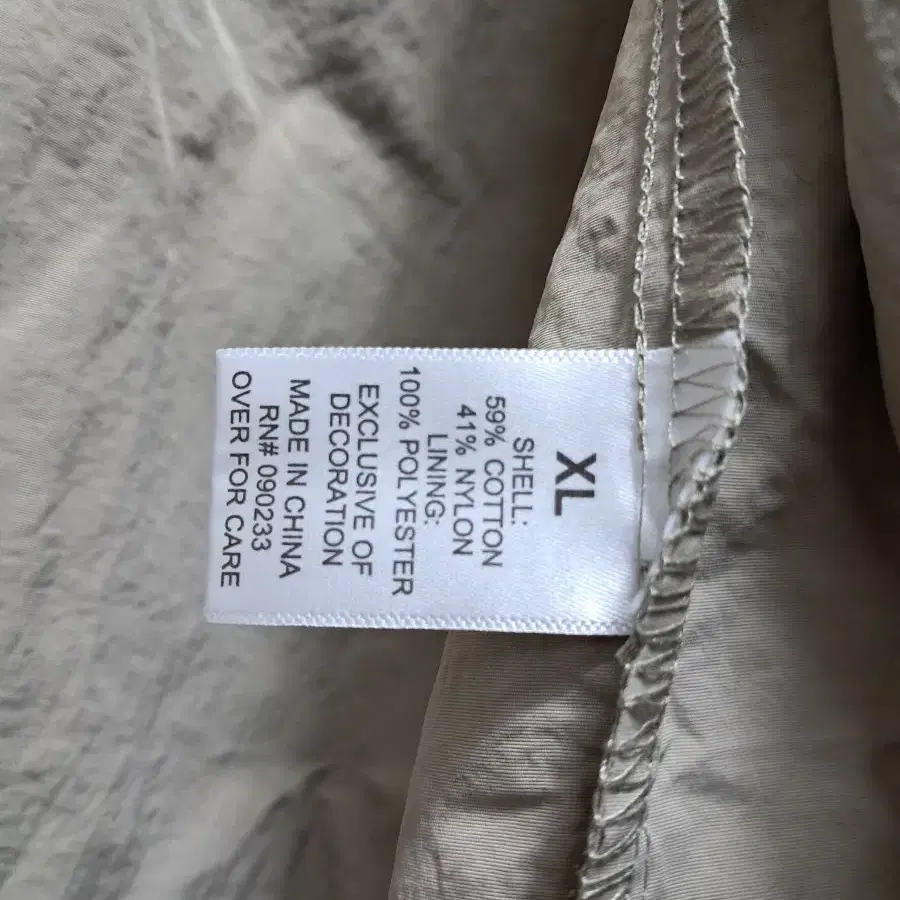 XL
SHELL:
59% COTTON
41% NYLON
LINING:
100% POLYESTER
EXCLUSIVE OF
DECORATION
MADE IN CHINA
RN# 090233
OVER FOR CARE